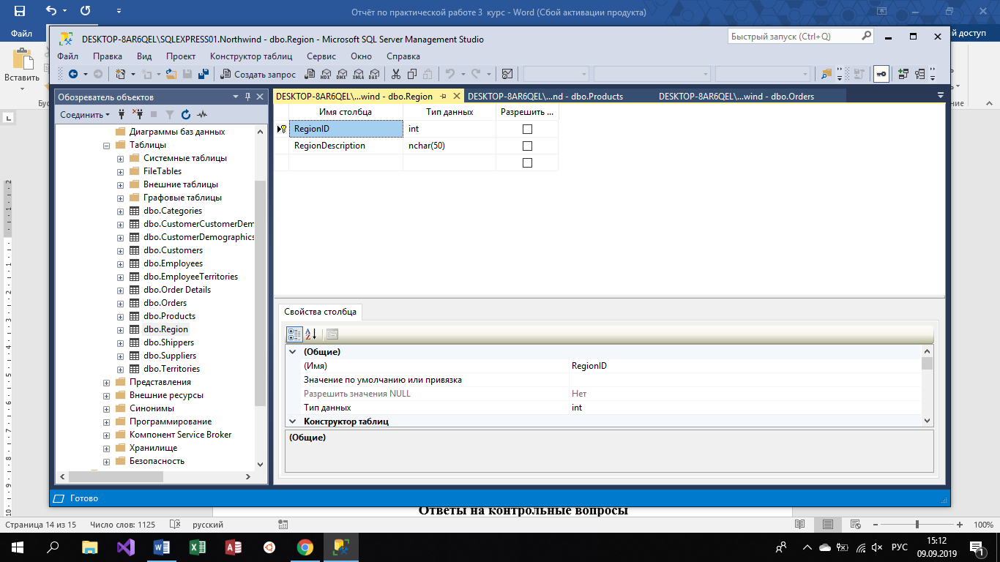 Отчёт по практической работе 3 курс - Word (Сбой активации продукта)
Файл
й доступ
Вставить
Бу
ние
DESKTOP-8AR6QEL\SQLEXPRESS01.Northwind - dbo.Region - Microsoft SQL Server Management Studio
Быстрый запуск (Ctrl+Q)
Файл Правка Вид Проект Конструктор таблиц Сервис Окно Справка
Создать запрос
MDX DMX XMLA DAX
Обозреватель объектов
Соединить
Диаграммы баз данных
Таблицы
Системные таблицы
FileTables
Внешние таблицы
Графовые таблицы
dbo.Categories
dbo.CustomerCustomerDem
dbo.CustomerDemographics
dbo.Customers
dbo.Employees
dbo.EmployeeTerritories
dbo.Order Details
dbo.Orders
dbo.Products
dbo.Region
dbo.Shippers
dbo.Suppliers
dbo.Territories
Представления
Внешние ресурсы
Синонимы
Программирование
Компонент Service Broker
Хранилище
Безопасность
DESKTOP-8AR6QEL\...wind - dbo.Region DESKTOP-8AR6QEL\...nd - dbo.Products DESKTOP-8AR6QEL\...wind - dbo.Orders
Имя столбца Тип данных Разрешить ...
RegionID int
RegionDescription nchar(50)
Свойства столбца
(Общие)
(Имя) RegionID
Значение по умолчанию или привязка
Разрешить значения NULL Нет
Тип данных int
Конструктор таблиц
(Общие)
Готово
Ответы на контрольные вопросы
Страница 14 из 15 Число слов: 1125 русский 100%
РУС 15:12
09.09.2019
1